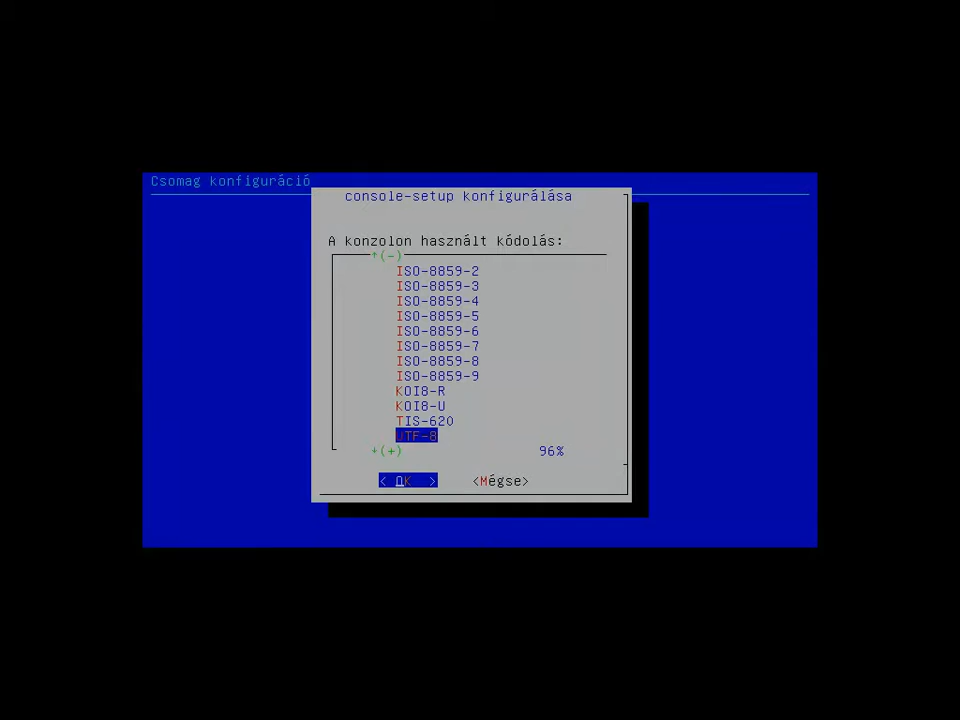 Csomag konfiguráció
console-setup konfigurálása
A konzolon használt kódolás:
↑(-)
ISO-8859-2
ISO-8859-3
ISO-8859-4
ISO-8859-5
ISO-8859-6
ISO-8859-7
ISO-8859-8
ISO-8859-9
KOI8-R
KOI8-U
TIS-620
UTF-8
↓(+) 96%
< OK > <Mégse>